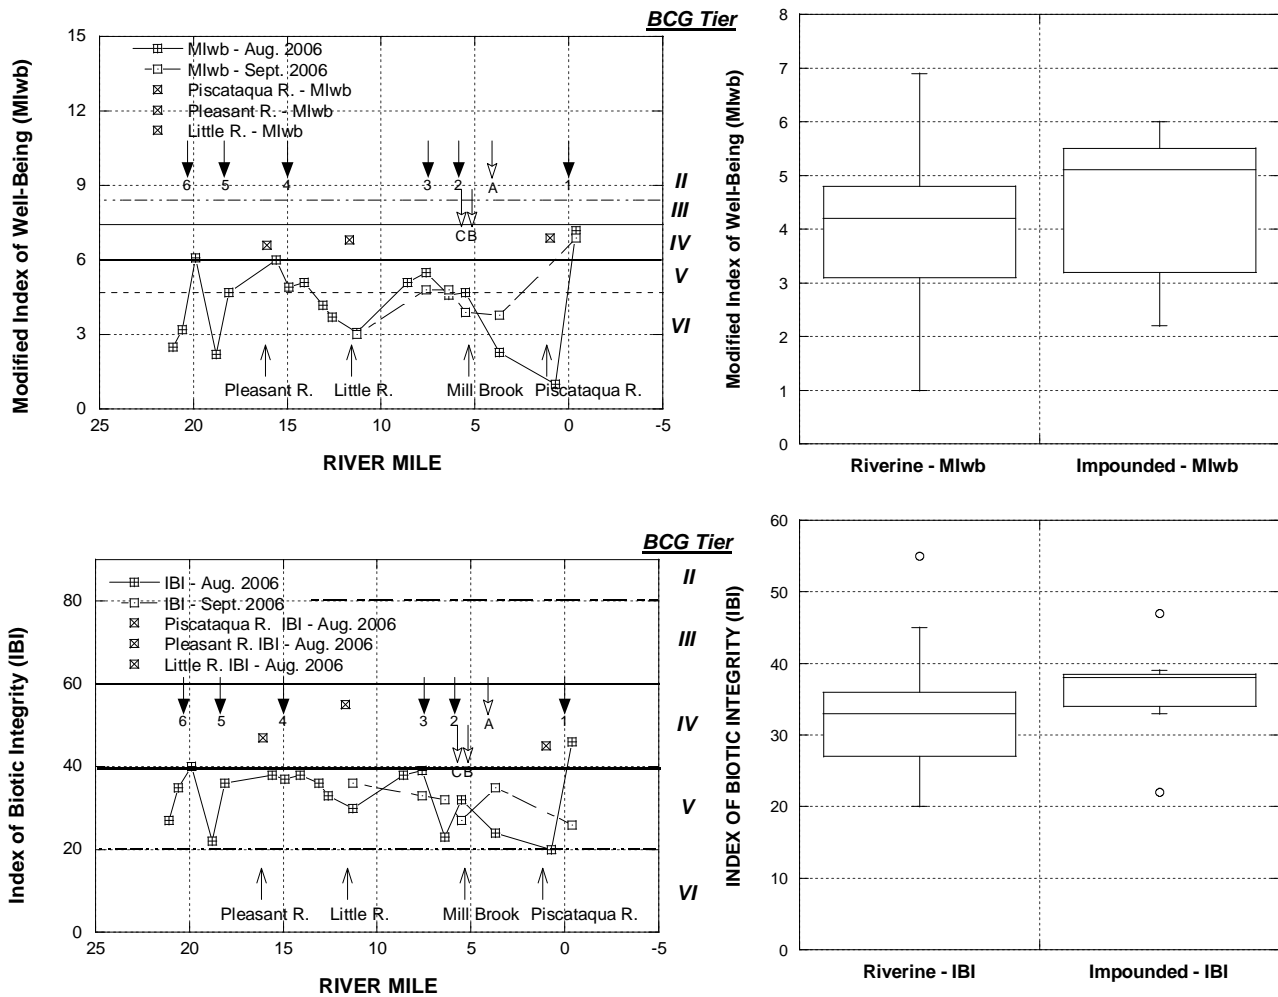 BCG Tier
15
12
9
6
3
0
Modified Index of Well-Being (MIwb)
MIwb - Aug. 2006
MIwb - Sept. 2006
Piscataqua R. - MIwb
Pleasant R. - MIwb
Little R. - MIwb
6 5 4 3 2 A 1
C B
II
III
IV
V
VI
Pleasant R. Little R. Mill Brook Piscataqua R.
25 20 15 10 5 0 -5
RIVER MILE
8
7
6
5
4
3
2
1
0
Modified Index of Well-Being (MIwb)
Riverine - MIwb Impounded - MIwb
BCG Tier
80
60
40
20
0
Index of Biotic Integrity (IBI)
IBI - Aug. 2006
IBI - Sept. 2006
Piscataqua R. IBI - Aug. 2006
Pleasant R. IBI - Aug. 2006
Little R. IBI - Aug. 2006
6 5 4 3 2 A 1
C B
II
III
IV
V
VI
Pleasant R. Little R. Mill Brook Piscataqua R.
25 20 15 10 5 0 -5
RIVER MILE
60
50
40
30
20
10
0
INDEX OF BIOTIC INTEGRITY (IBI)
Riverine - IBI Impounded - IBI